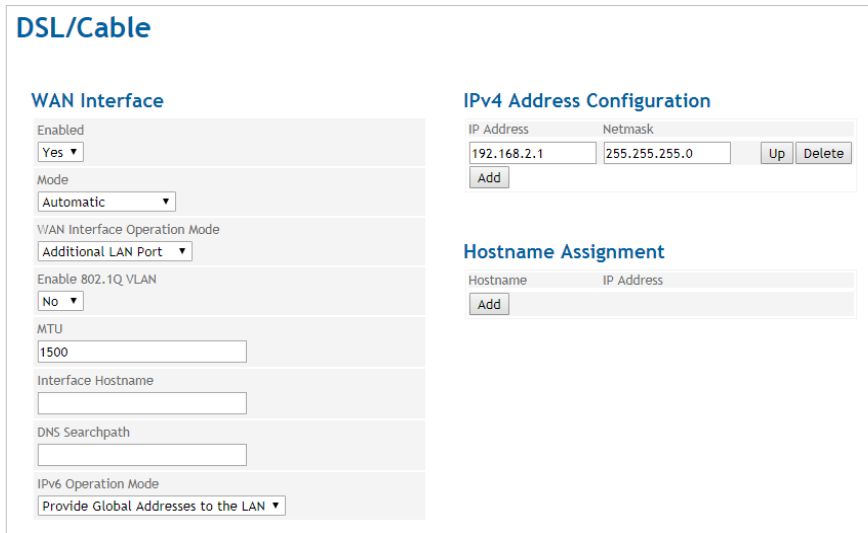 DSL/Cable
WAN Interface
Enabled
Yes
Mode
Automatic
WAN Interface Operation Mode
Additional LAN Port
Enable 802.1Q VLAN
No
MTU
1500
Interface Hostname
DNS Searchpath
IPv6 Operation Mode
Provide Global Addresses to the LAN
IPv4 Address Configuration
IP Address Netmask
192.168.2.1 255.255.255.0 Up Delete
Add
Hostname Assignment
Hostname IP Address
Add